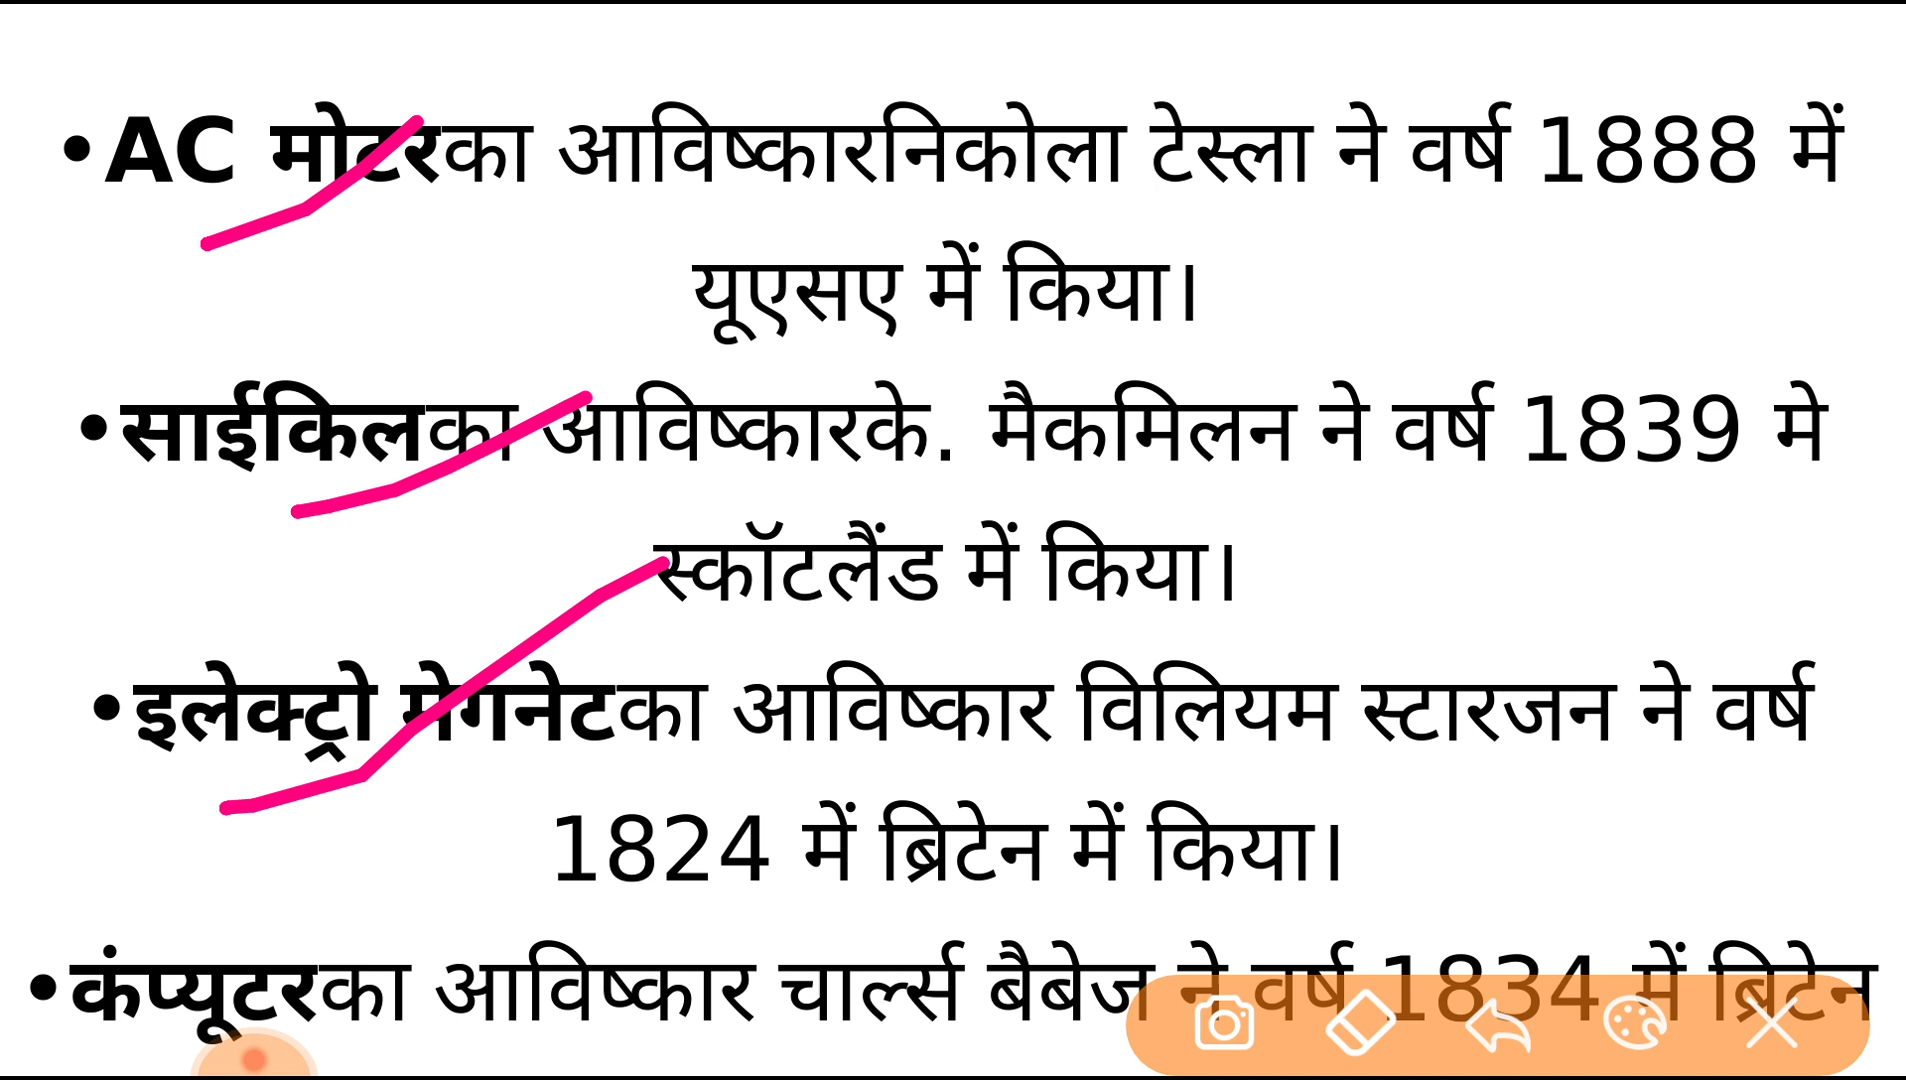 •AC मोटरका आविष्कारनिकोला टेस्ला ने वर्ष 1888 में
यूएसए में किया।
•साईकिलका आविष्कारके. मैकमिलन ने वर्ष 1839 मे
स्कॉटलैंड में किया।
•इलेक्ट्रो मेगनेटका आविष्कार विलियम स्टारजन ने वर्ष
1824 में ब्रिटेन में किया।
•कंप्यूटरका आविष्कार चार्ल्स बैबेज ने वर्ष 1834 में ब्रिटेन